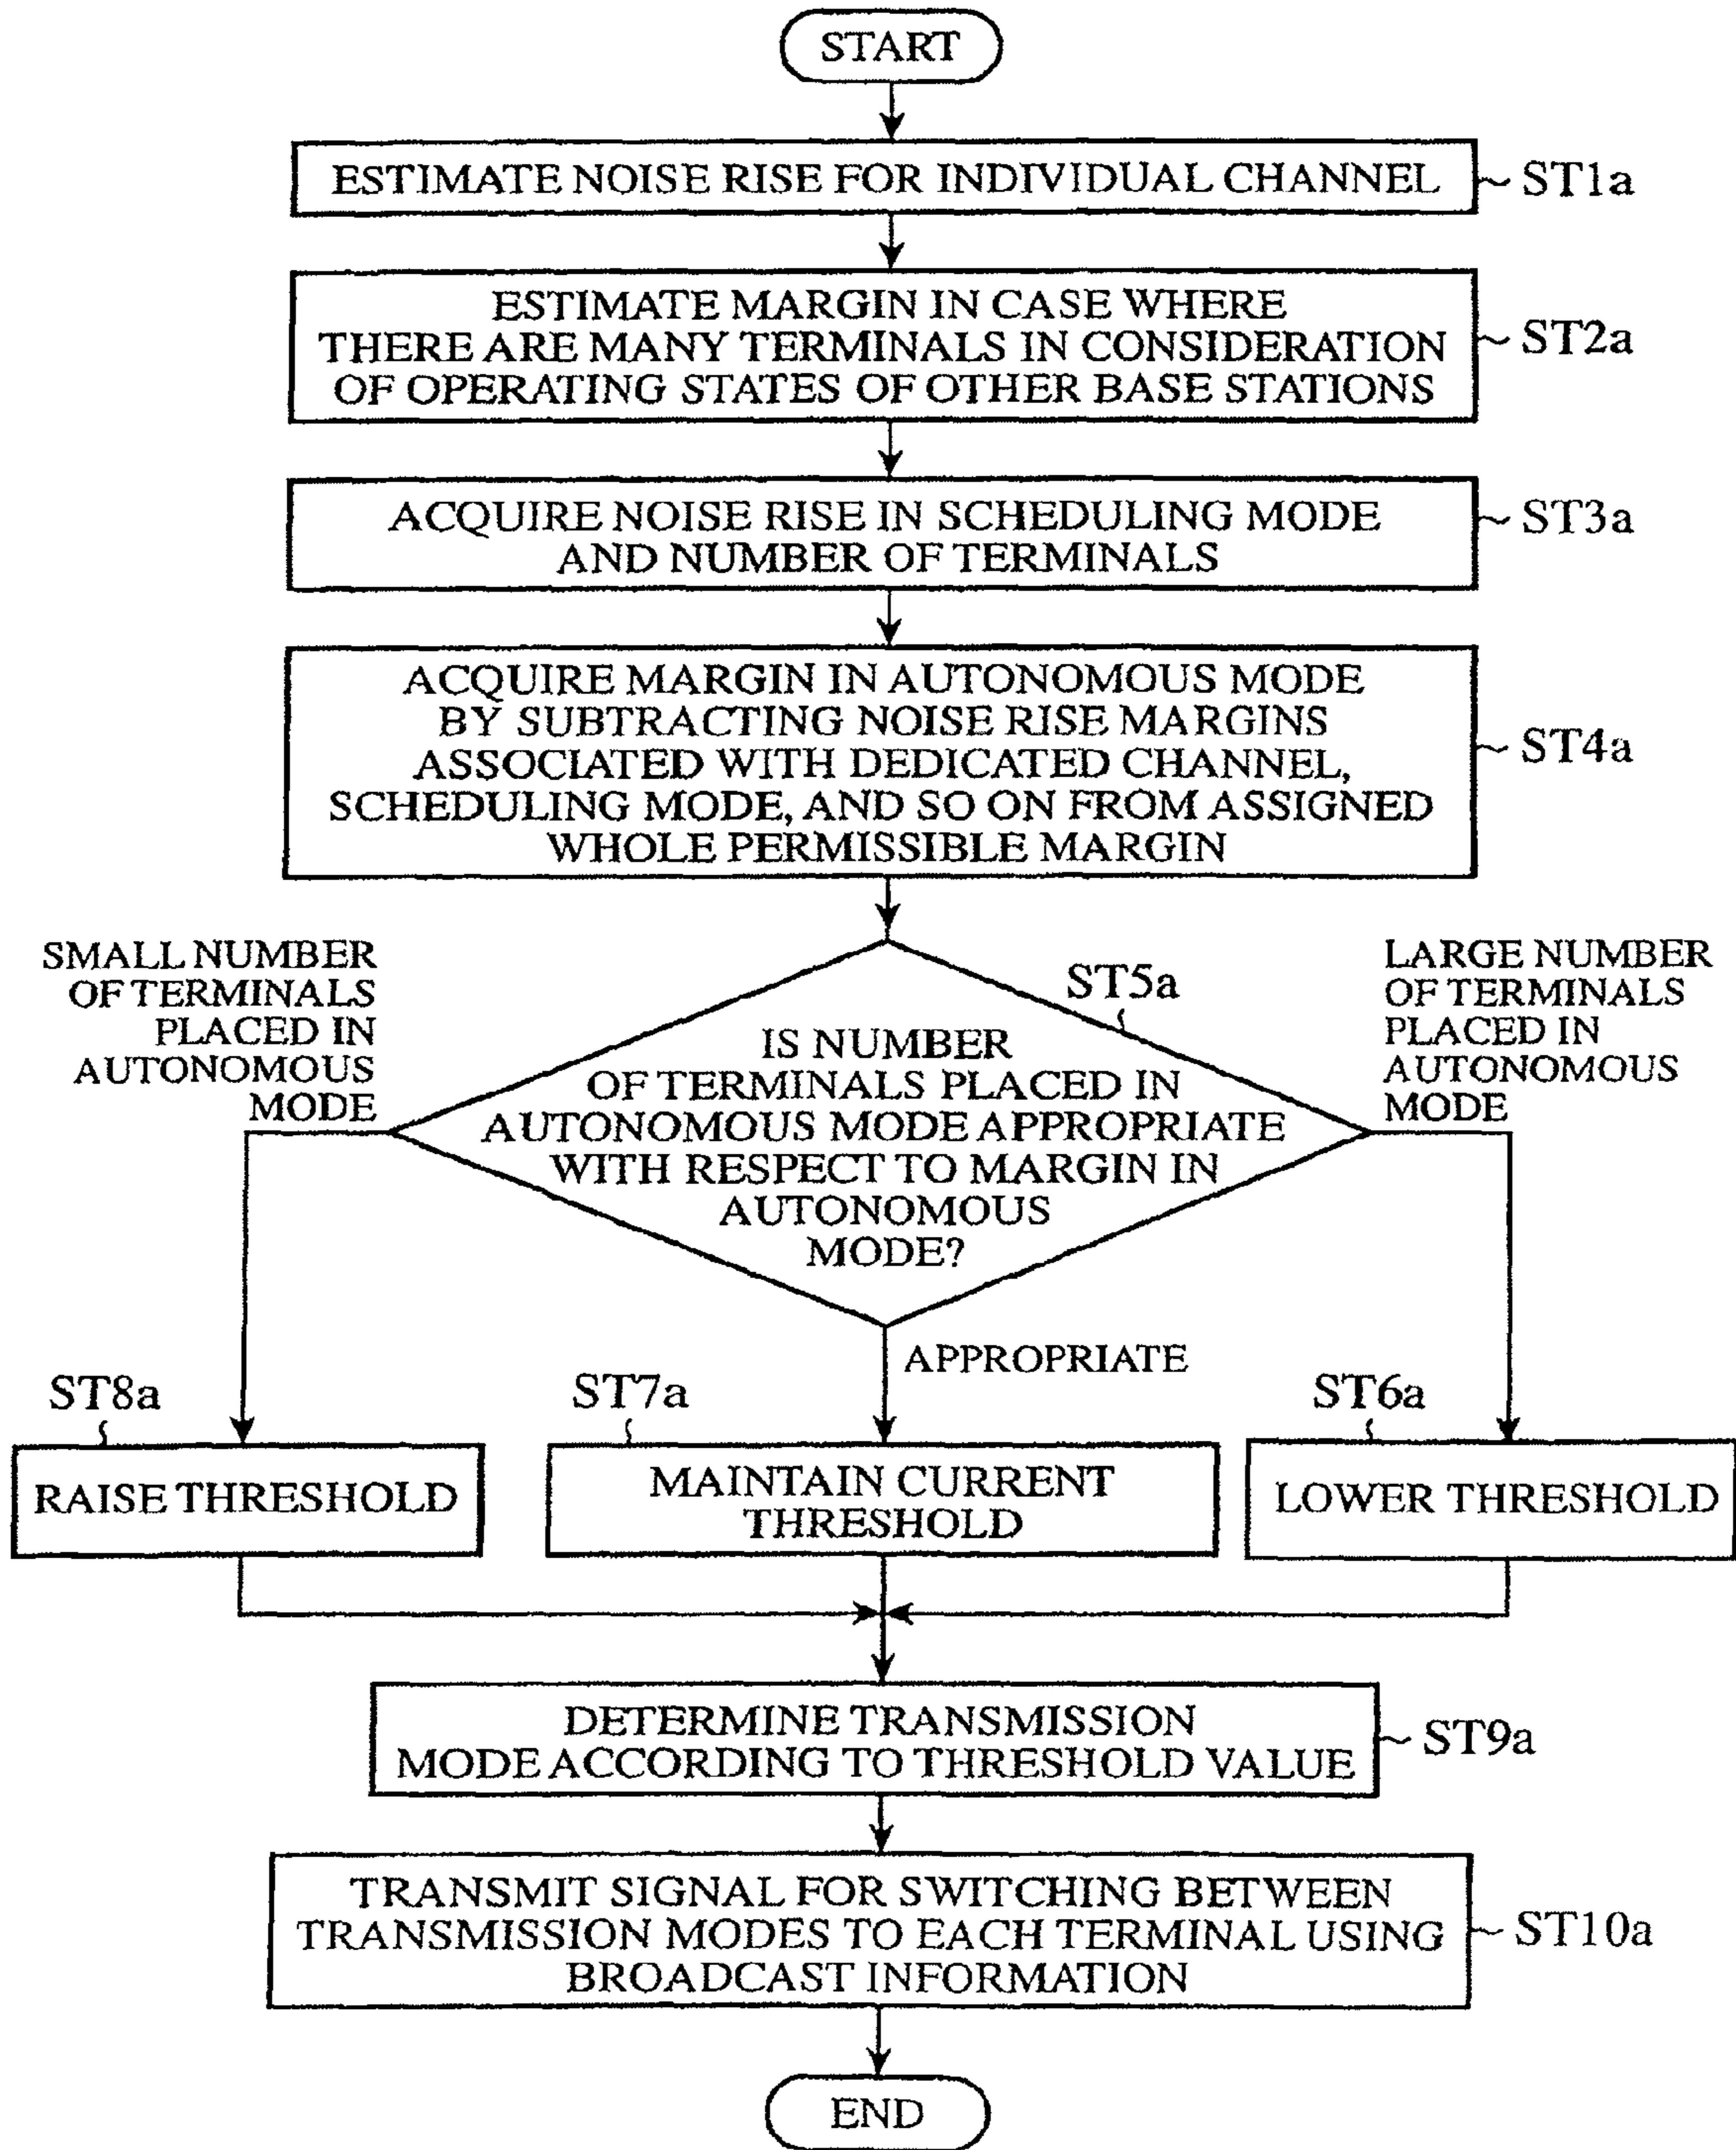 START
ESTIMATE NOISE RISE FOR INDIVIDUAL CHANNEL
ST1a
ESTIMATE MARGIN IN CASE WHERE
THERE ARE MANY TERMINALS IN CONSIDERATION
OF OPERATING STATES OF OTHER BASE STATIONS
ST2a
ACQUIRE NOISE RISE IN SCHEDULING MODE
AND NUMBER OF TERMINALS
ST3a
ACQUIRE MARGIN IN AUTONOMOUS MODE
BY SUBTRACTING NOISE RISE MARGINS
ASSOCIATED WITH DEDICATED CHANNEL,
SCHEDULING MODE, AND SO ON FROM ASSIGNED
WHOLE PERMISSIBLE MARGIN
ST4a
SMALL NUMBER
OF TERMINALS
PLACED IN
AUTONOMOUS
MODE
ST5a
IS NUMBER
OF TERMINALS PLACED IN
AUTONOMOUS MODE APPROPRIATE
WITH RESPECT TO MARGIN IN
AUTONOMOUS
MODE?
LARGE NUMBER
OF TERMINALS
PLACED IN
AUTONOMOUS
MODE
APPROPRIATE
ST8a
RAISE THRESHOLD
ST7a
MAINTAIN CURRENT
THRESHOLD
ST6a
LOWER THRESHOLD
DETERMINE TRANSMISSION
MODE ACCORDING TO THRESHOLD VALUE
ST9a
TRANSMIT SIGNAL FOR SWITCHING BETWEEN
TRANSMISSION MODES TO EACH TERMINAL USING
BROADCAST INFORMATION
ST10a
END